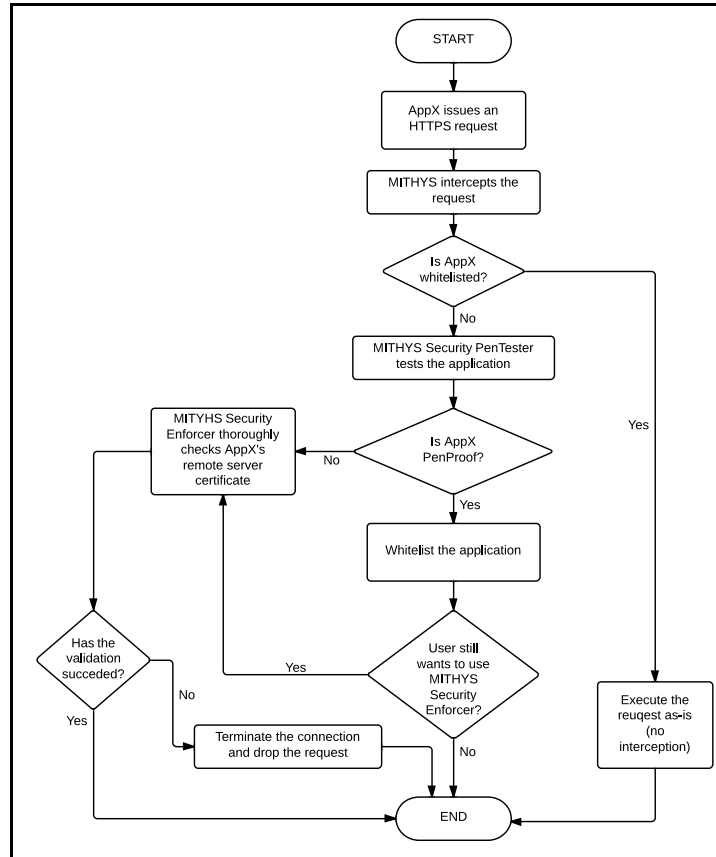 START
AppX issues an
HTTPS request
MITHYS intercepts the
request
Is AppX
whitelisted?
No
Yes
MITHYS Security PenTester
tests the application
MITYHS Security
Enforcer thoroughly
checks AppX's
remote server
certificate
No
Is AppX
PenProof?
Yes
Whitelist the application
User still
wants to use
MITHYS
Security
Enforcer?
Yes
No
Has the
validation
succeded?
No
Yes
Terminate the connection
and drop the request
Execute the
reuqest as-is
(no
interception)
END